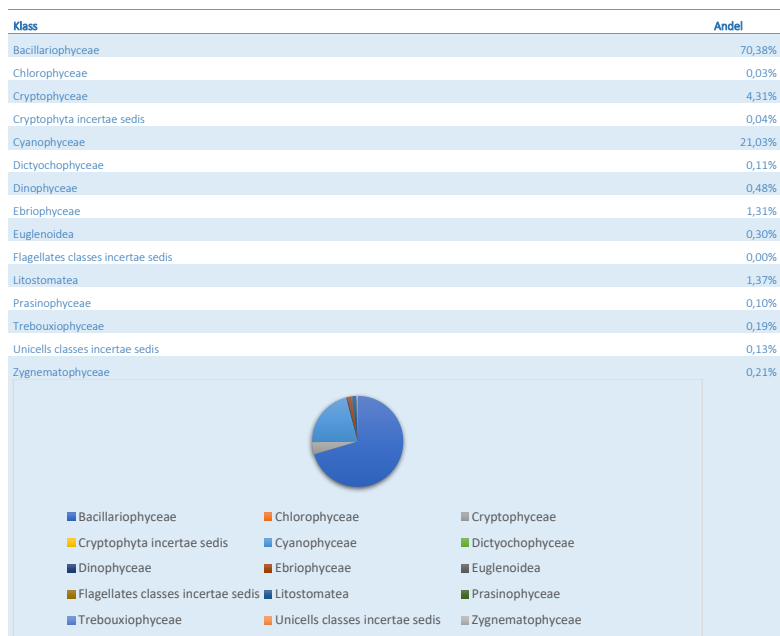 Klass Andel
Bacillariophyceae 70,38%
Chlorophyceae 0,03%
Cryptophyceae 4,31%
Cryptophyta incertae sedis 0,04%
Cyanophyceae 21,03%
Dictyochophyceae 0,11%
Dinophyceae 0,48%
Ebriophyceae 1,31%
Euglenoidea 0,30%
Flagellates classes incertae sedis 0,00%
Litostomatea 1,37%
Prasinophyceae 0,10%
Trebouxiophyceae 0,19%
Unicells classes incertae sedis 0,13%
Zygnematophyceae 0,21%
Bacillariophyceae Chlorophyceae Cryptophyceae
Cryptophyta incertae sedis Cyanophyceae Dictyochophyceae
Dinophyceae Ebriophyceae Euglenoidea
Flagellates classes incertae sedis Litostomatea Prasinophyceae
Trebouxiophyceae Unicells classes incertae sedis Zygnematophyceae